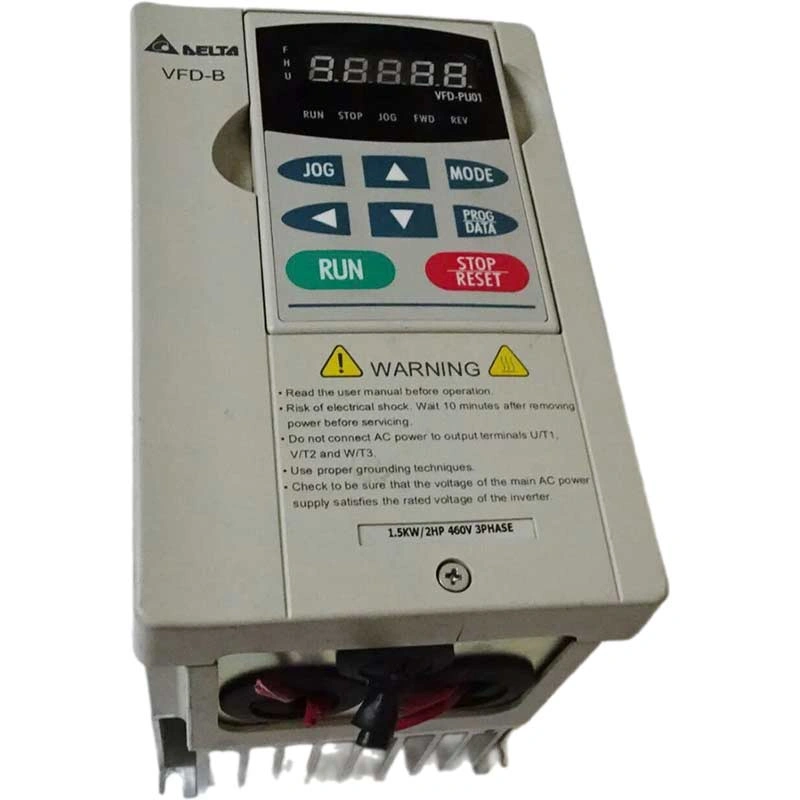 DELTA
VFD-B
F
H
U
8.8.8.8.8.
VFD-PU01
RUN STOP JOG FWD REV
JOG MODE
PROG
DATA
RUN
STOP
RESET
WARNING
• Read the user manual before operation.
• Risk of electrical shock. Wait 10 minutes after removing
power before servicing.
• Do not connect AC power to output terminals U/T1,
V/T2 and W/T3.
• Use proper grounding techniques.
• Check to be sure that the voltage of the main AC power
supply satisfies the rated voltage of the inverter.
1.5KW/2HP 460V 3PHASE